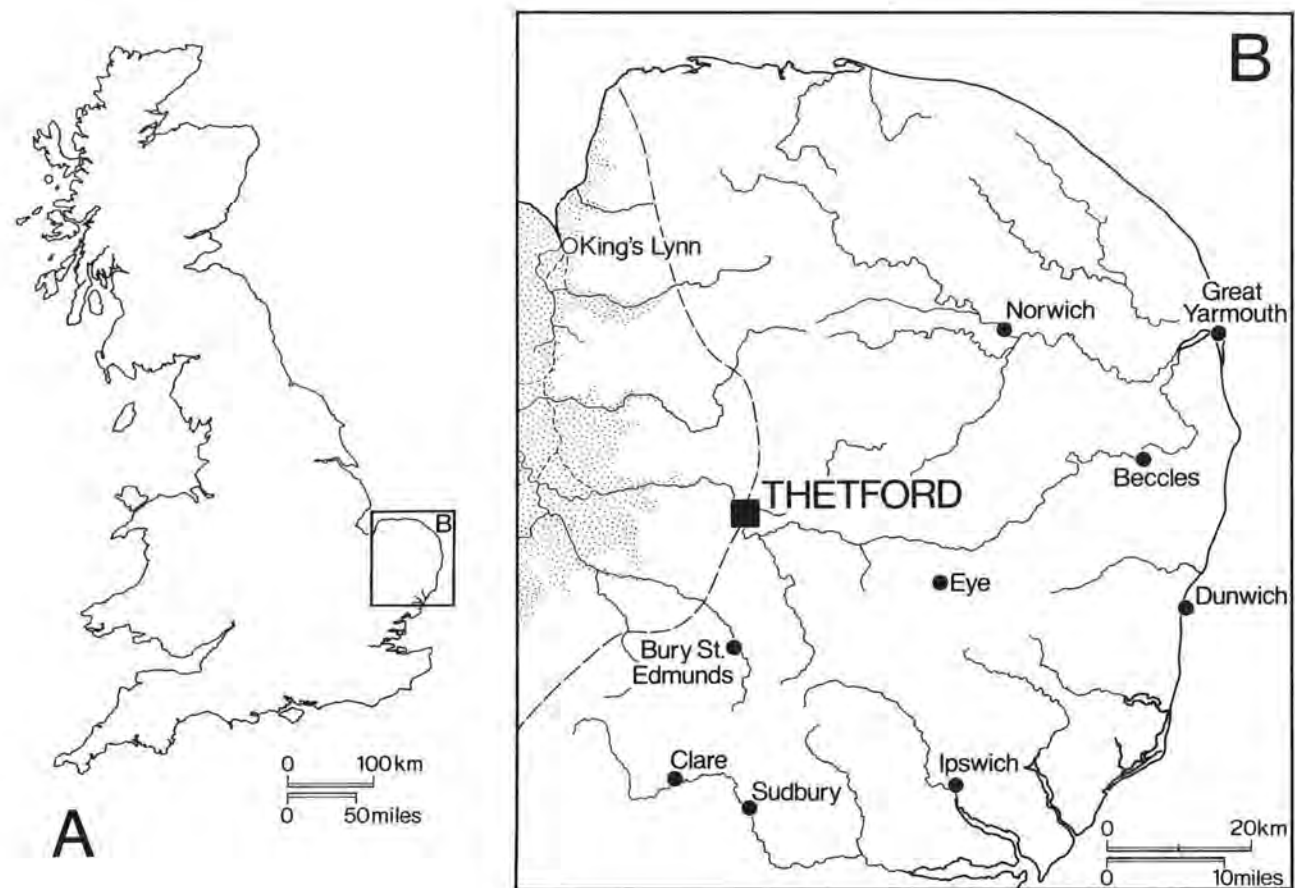 B
0 100km
0 50miles
A
B
King's Lynn
Norwich
Great
Yarmouth
Beccles
THETFORD
Eye
Dunwich
Bury St.
Edmunds
Clare
Sudbury
Ipswich
0 20km
0 10miles